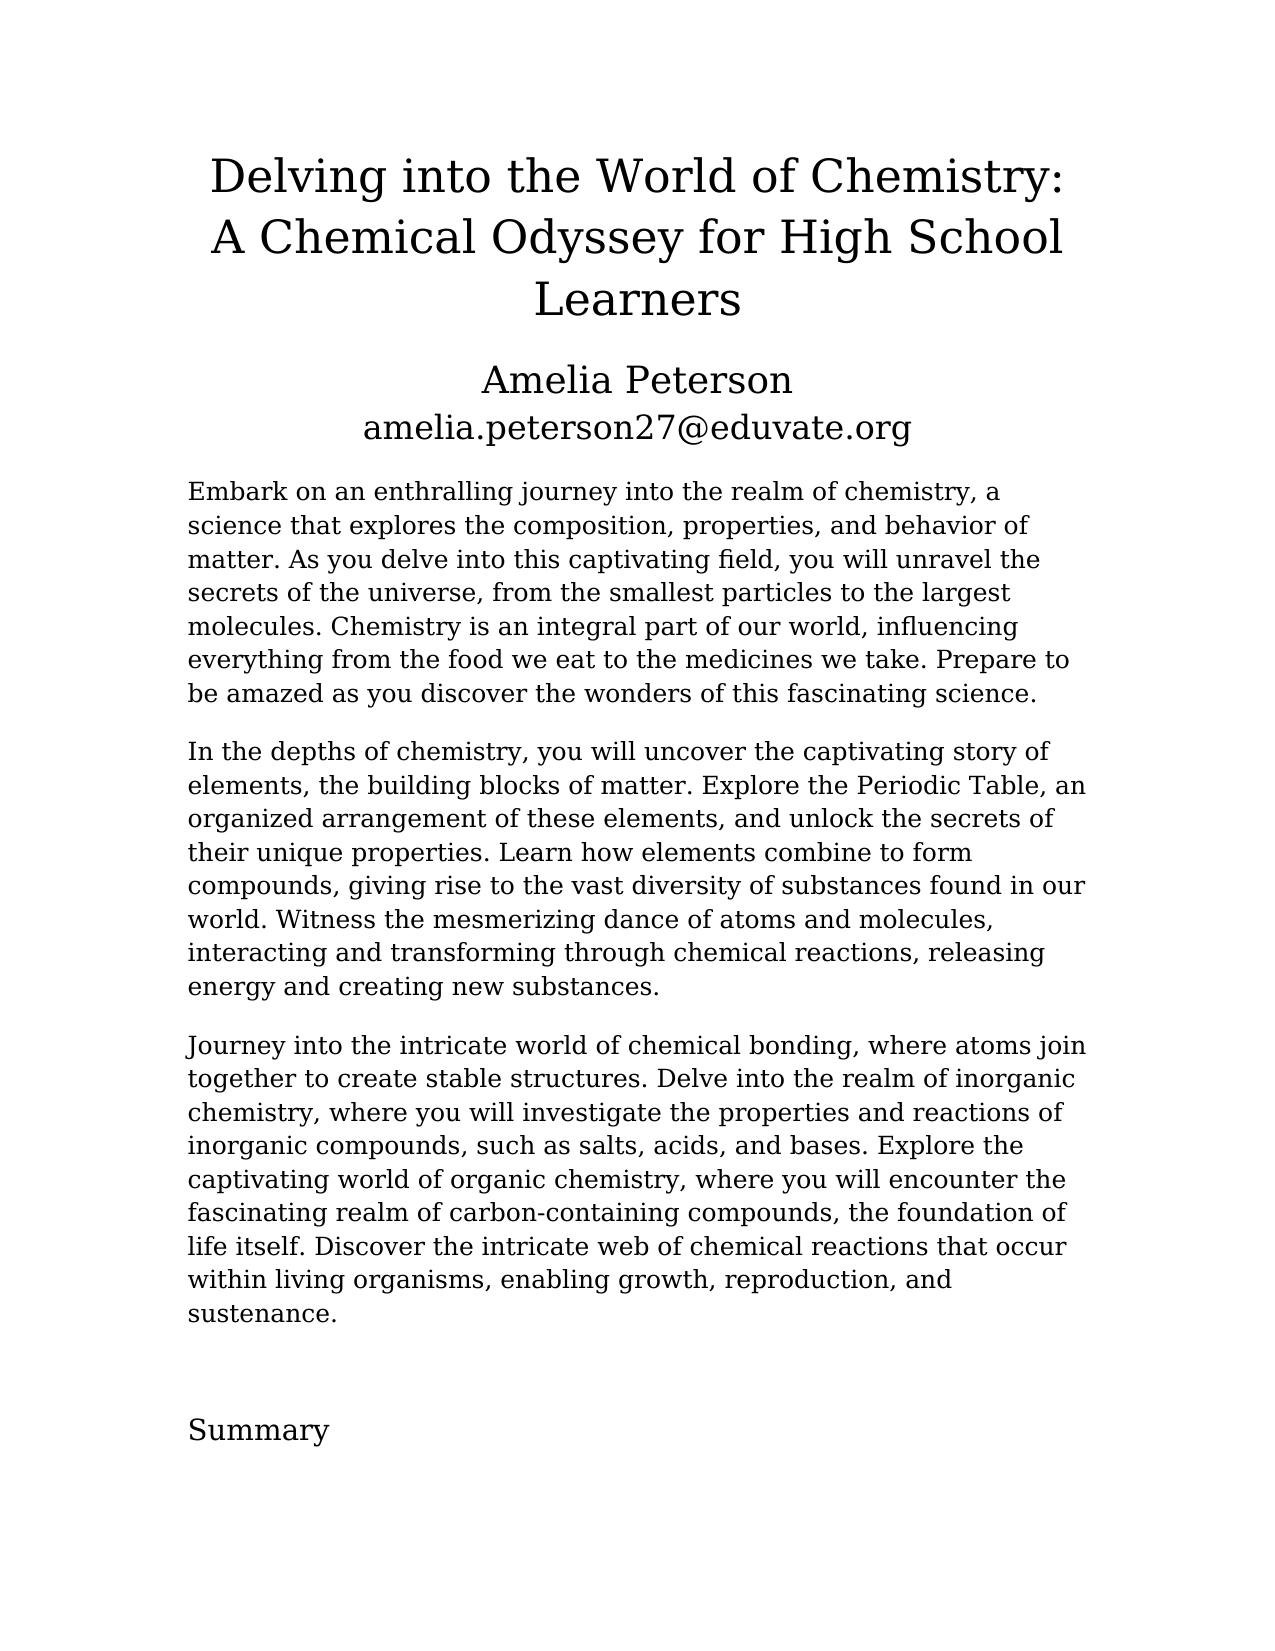 Delving into the World of Chemistry:
A Chemical Odyssey for High School
Learners
Amelia Peterson
amelia.peterson27@eduvate.org
Embark on an enthralling journey into the realm of chemistry, a
science that explores the composition, properties, and behavior of
matter. As you delve into this captivating field, you will unravel the
secrets of the universe, from the smallest particles to the largest
molecules. Chemistry is an integral part of our world, influencing
everything from the food we eat to the medicines we take. Prepare to
be amazed as you discover the wonders of this fascinating science.
In the depths of chemistry, you will uncover the captivating story of
elements, the building blocks of matter. Explore the Periodic Table, an
organized arrangement of these elements, and unlock the secrets of
their unique properties. Learn how elements combine to form
compounds, giving rise to the vast diversity of substances found in our
world. Witness the mesmerizing dance of atoms and molecules,
interacting and transforming through chemical reactions, releasing
energy and creating new substances.
Journey into the intricate world of chemical bonding, where atoms join
together to create stable structures. Delve into the realm of inorganic
chemistry, where you will investigate the properties and reactions of
inorganic compounds, such as salts, acids, and bases. Explore the
captivating world of organic chemistry, where you will encounter the
fascinating realm of carbon-containing compounds, the foundation of
life itself. Discover the intricate web of chemical reactions that occur
within living organisms, enabling growth, reproduction, and
sustenance.
Summary